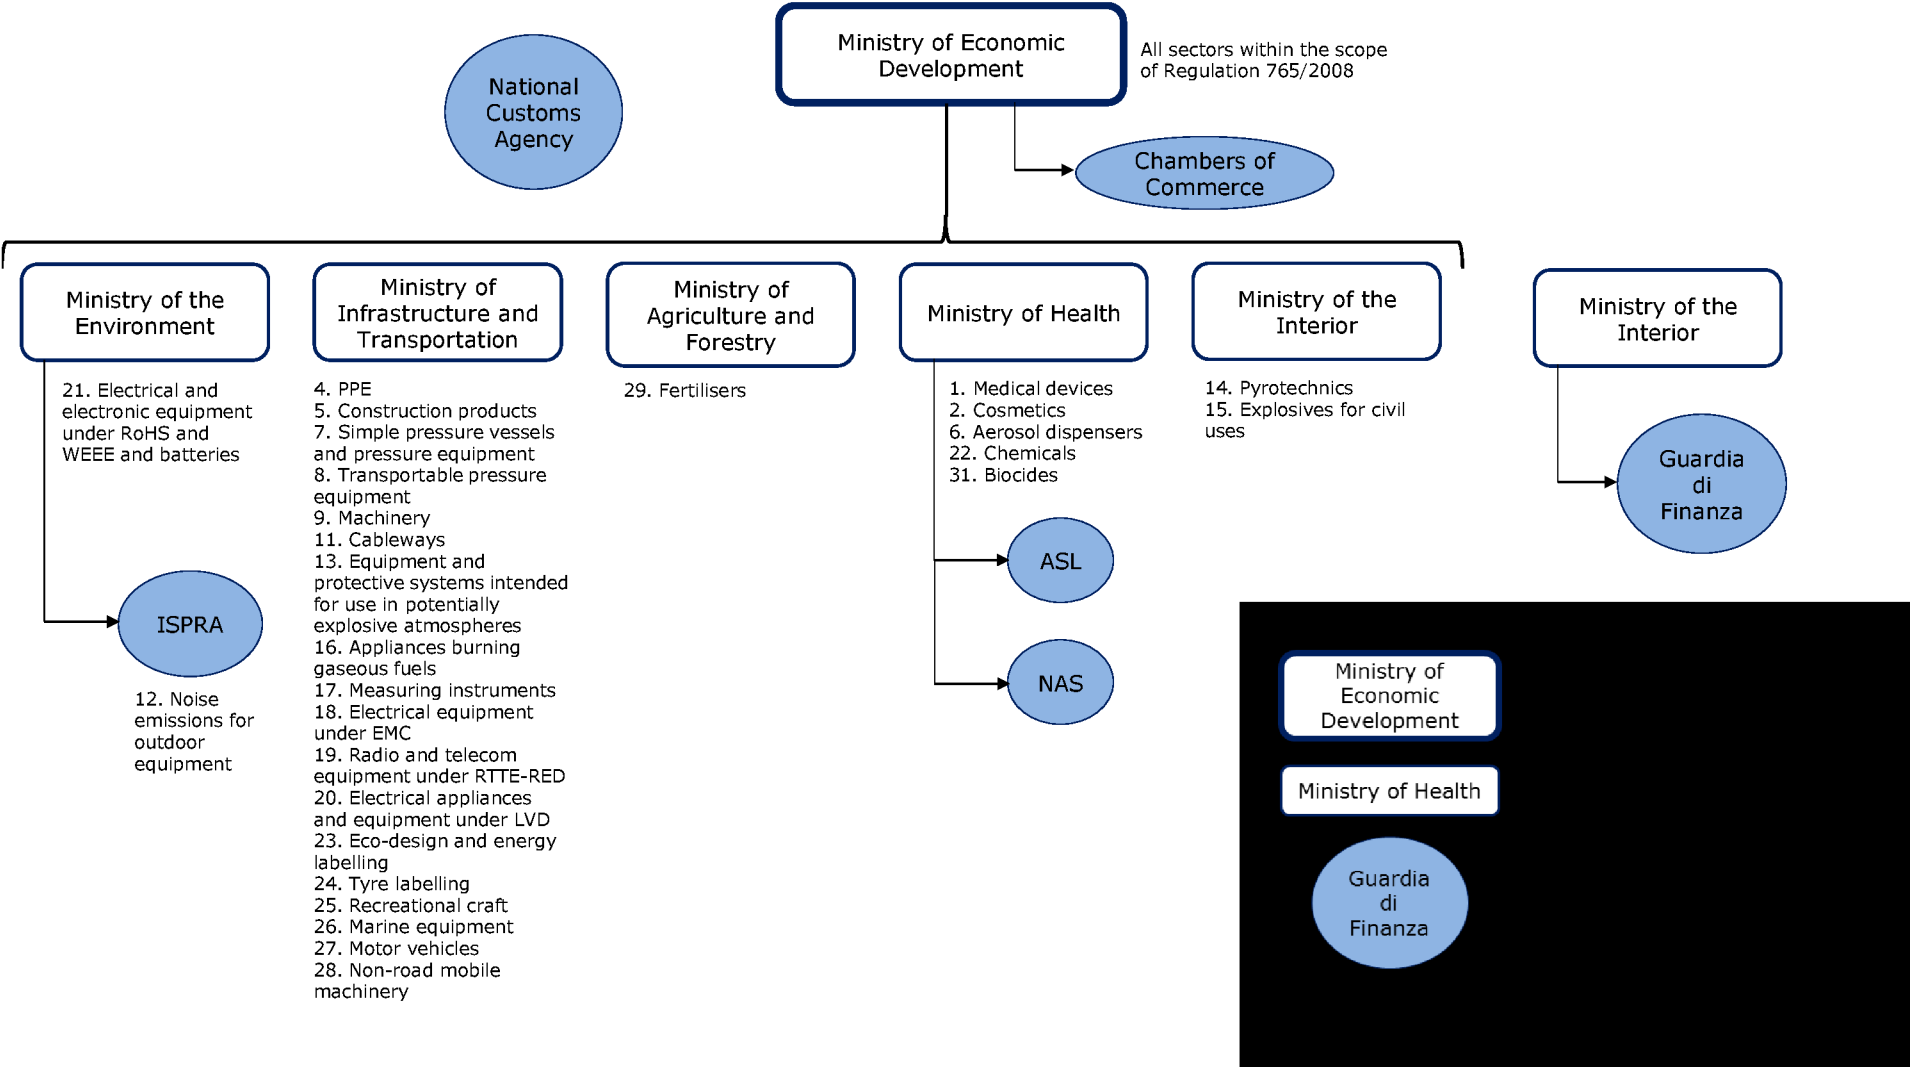 National
Customs
Agency
Ministry of Economic
Development
All sectors within the scope
of Regulation 765/2008
Chambers of
Commerce
Ministry of the
Environment
21. Electrical and
electronic equipment
under RoHS and
WEEE and batteries
ISPRA
12. Noise
emissions for
outdoor
equipment
Ministry of
Infrastructure and
Transportation
4. PPE
5. Construction products
7. Simple pressure vessels
and pressure equipment
8. Transportable pressure
equipment
9. Machinery
11. Cableways
13. Equipment and
protective systems intended
for use in potentially
explosive atmospheres
16. Appliances burning
gaseous fuels
17. Measuring instruments
18. Electrical equipment
under EMC
19. Radio and telecom
equipment under RTTE-RED
20. Electrical appliances
and equipment under LVD
23. Eco-design and energy
labelling
24. Tyre labelling
25. Recreational craft
26. Marine equipment
27. Motor vehicles
28. Non-road mobile
machinery
Ministry of
Agriculture and
Forestry
29. Fertilisers
Ministry of Health
1. Medical devices
2. Cosmetics
6. Aerosol dispensers
22. Chemicals
31. Biocides
ASL
NAS
Ministry of the
Interior
14. Pyrotechnics
15. Explosives for civil
uses
Ministry of the
Interior
Guardia
di
Finanza
Ministry of
Economic
Development
Ministry of Health
Guardia
di
Finanza